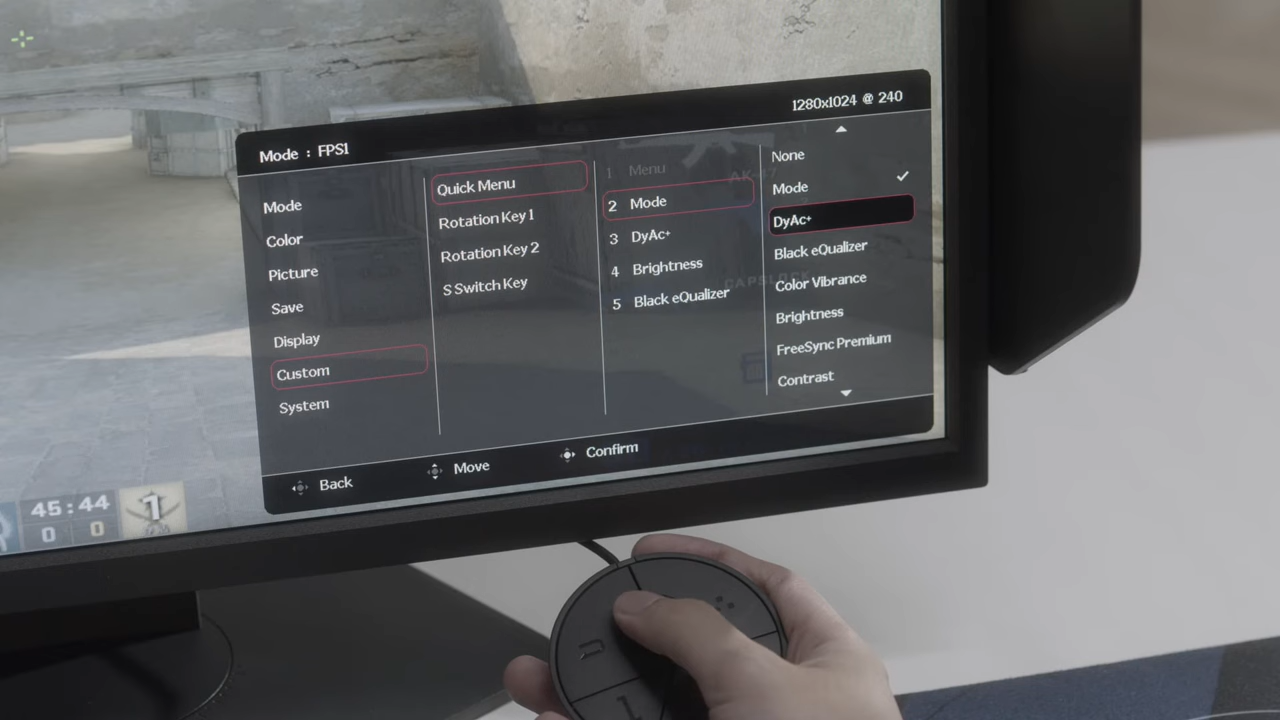 1280x1024 @ 240
Mode : FPS1
Mode
Color
Picture
Save
Display
Custom
System
Quick Menu
Rotation Key 1
Rotation Key 2
S Switch Key
1 Menu
2 Mode
3 DyAc⁺
4 Brightness
5 Black eQualizer
None
Mode
DyAc⁺
Black eQualizer
Color Vibrance
Brightness
FreeSync Premium
Contrast
Back
Move
Confirm
CAPSLOCK
45:44
0 0
1
1